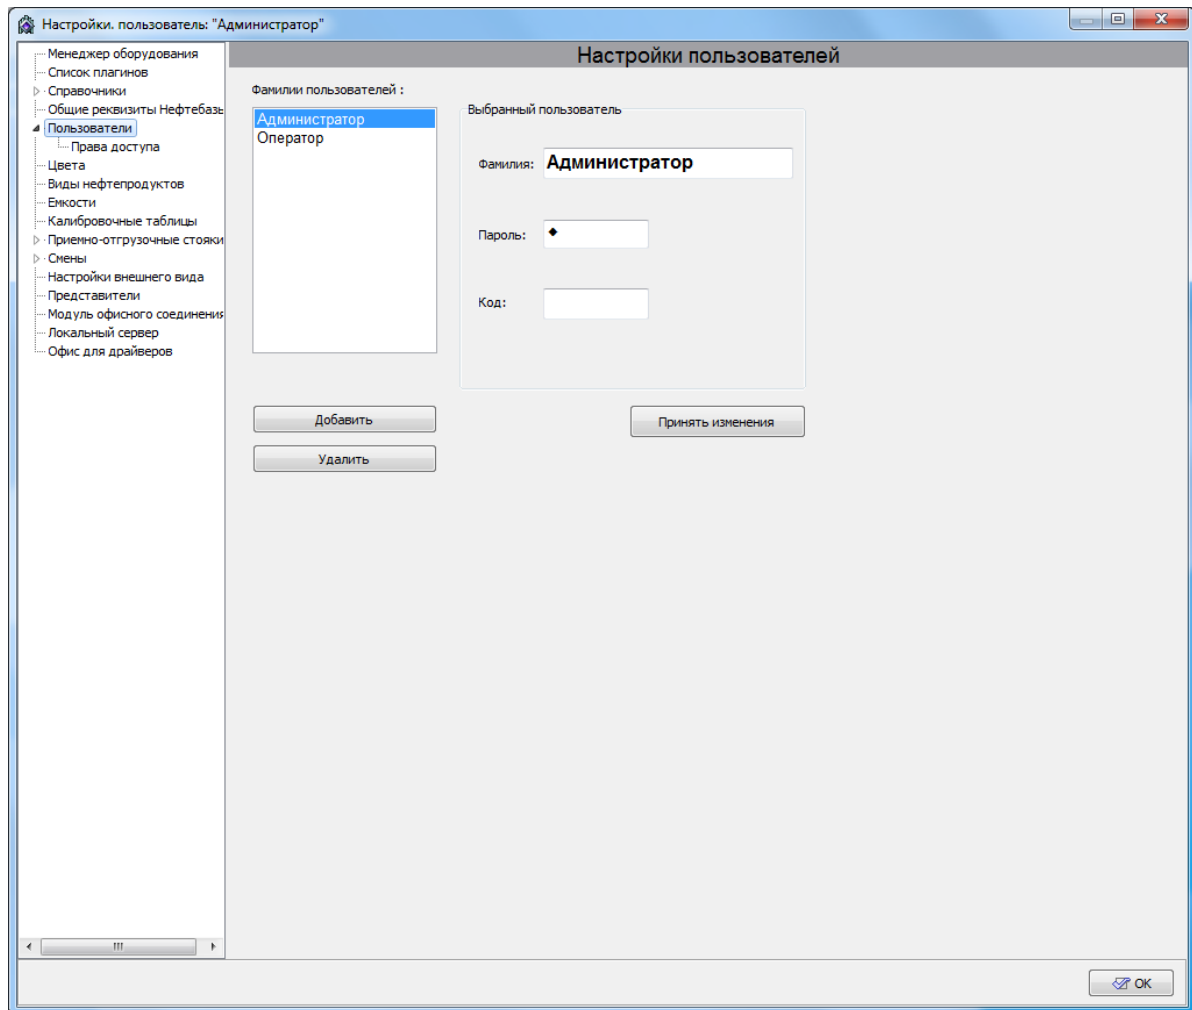 Настройки. пользователь: "Администратор"
Менеджер оборудования
Список плагинов
Справочники
Общие реквизиты Нефтебазы
Пользователи
Права доступа
Цвета
Виды нефтепродуктов
Емкости
Калибровочные таблицы
Приемно-отгрузочные стояки
Смены
Настройки внешнего вида
Представители
Модуль офисного соединения
Локальный сервер
Офис для драйверов
Настройки пользователей
Фамилии пользователей :
Администратор
Оператор
Выбранный пользователь
Фамилия: Администратор
Пароль:
Код:
Добавить
Удалить
Принять изменения
OK